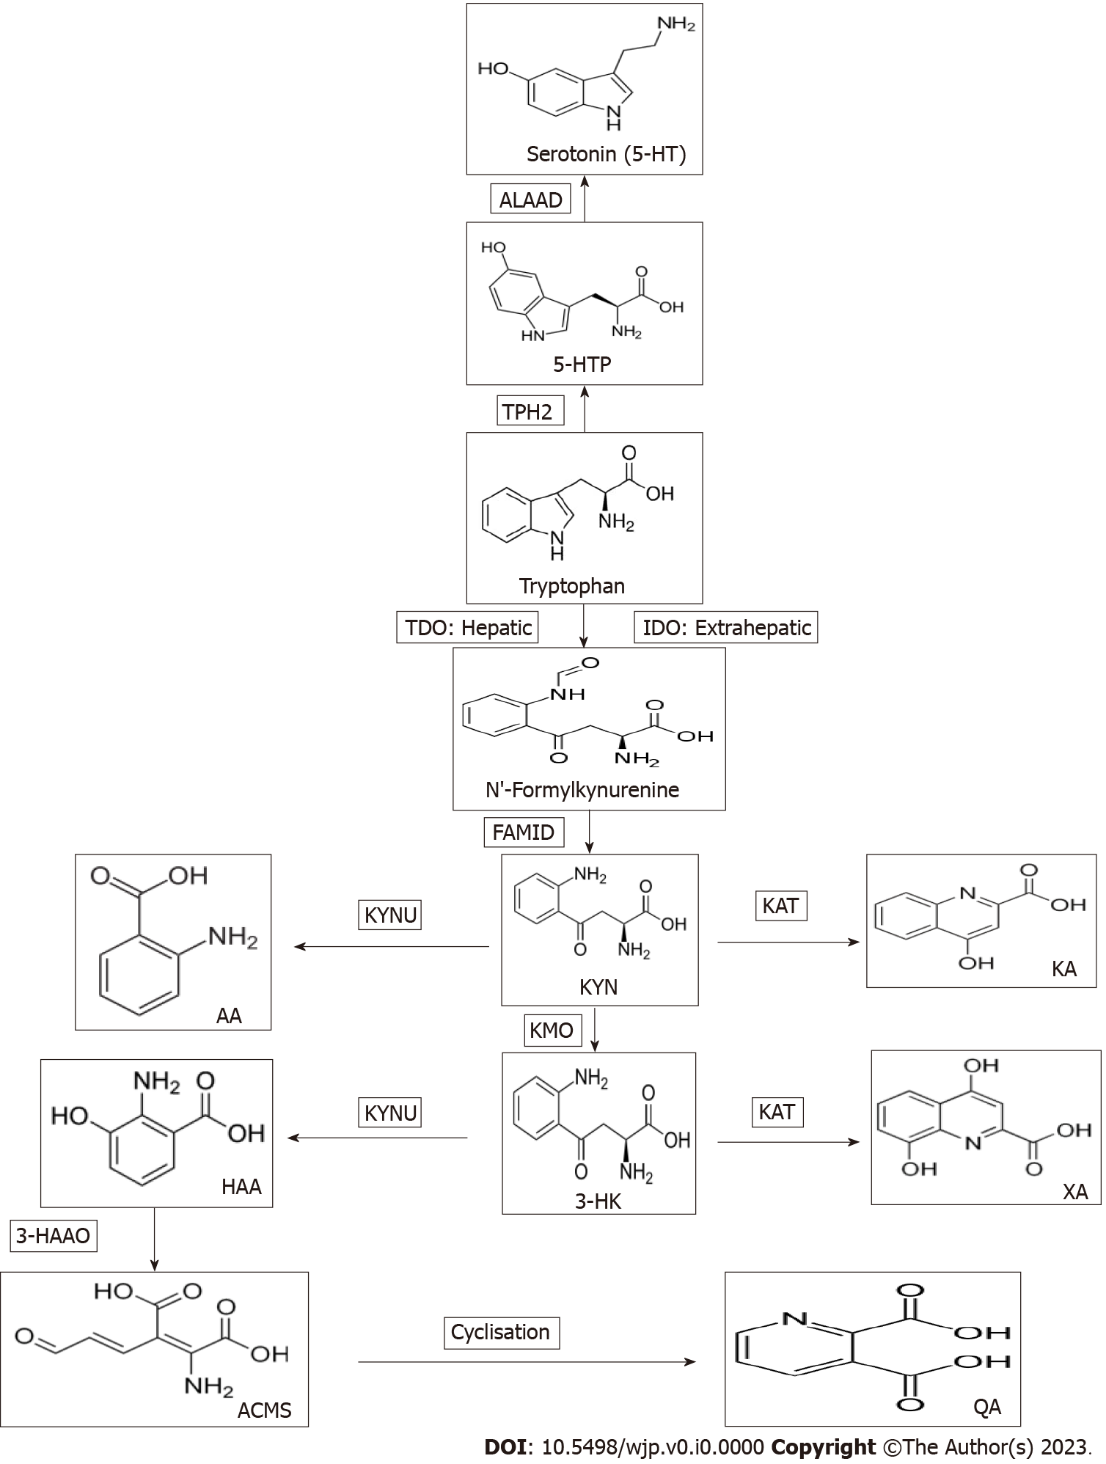 NH2
HO
N
H
Serotonin (5-HT)
ALAAD
HO
O
OH
HN
NH2
5-HTP
TPH2
O
OH
NH2
N
H
Tryptophan
TDO: Hepatic
IDO: Extrahepatic
O
NH
O
OH
O
NH2
N'-Formylkynurenine
FAMID
O
OH
NH2
AA
KYNU
NH2
O
OH
O
NH2
KYN
KAT
O
N
OH
OH
KA
KMO
NH2
O
HO
OH
HAA
KYNU
NH2
O
OH
O
NH2
3-HK
KAT
OH
OH
N
OH
O
XA
3-HAAO
HO
O
O
O
OH
NH2
ACMS
Cyclisation
O
N
OH
OH
O
QA
DOI: 10.5498/wjp.v0.i0.0000 Copyright ©The Author(s) 2023.